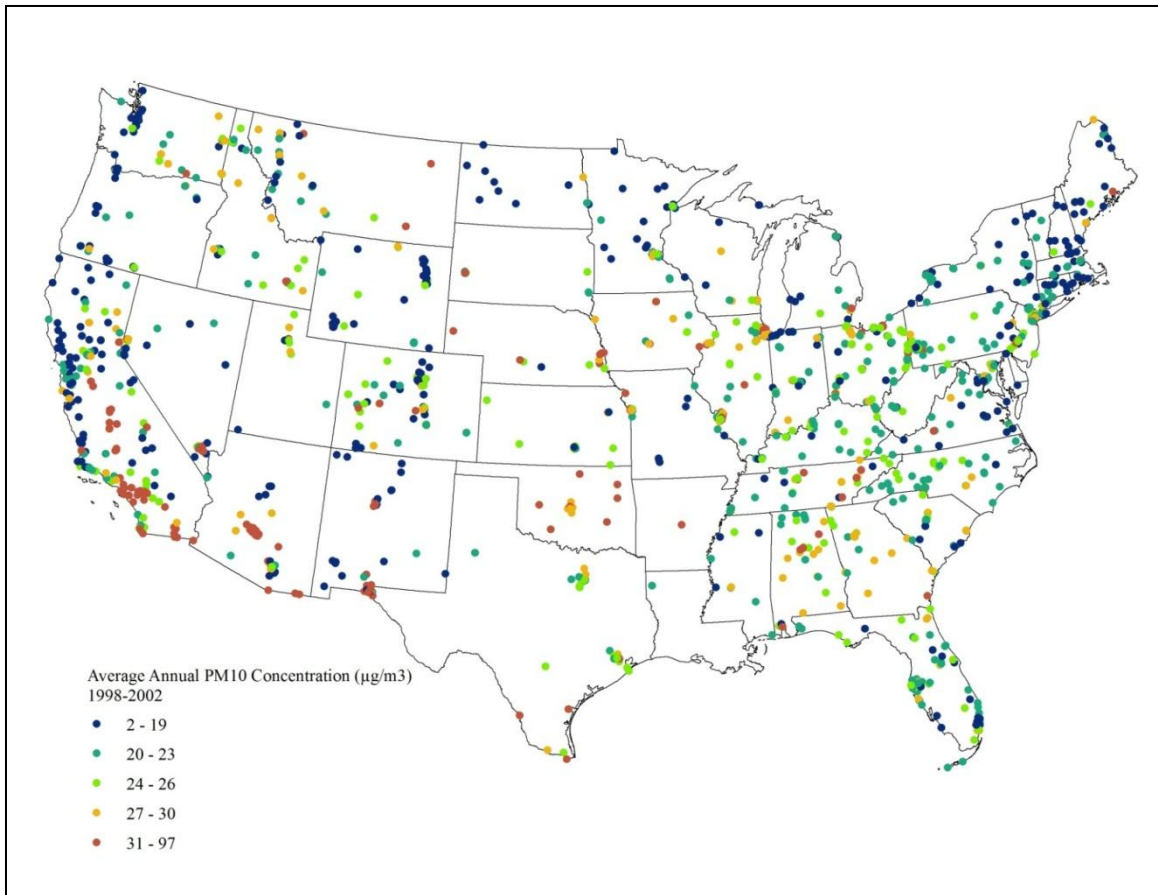 Average Annual PM10 Concentration (µg/m3)
1998-2002
2 - 19
20 - 23
24 - 26
27 - 30
31 - 97